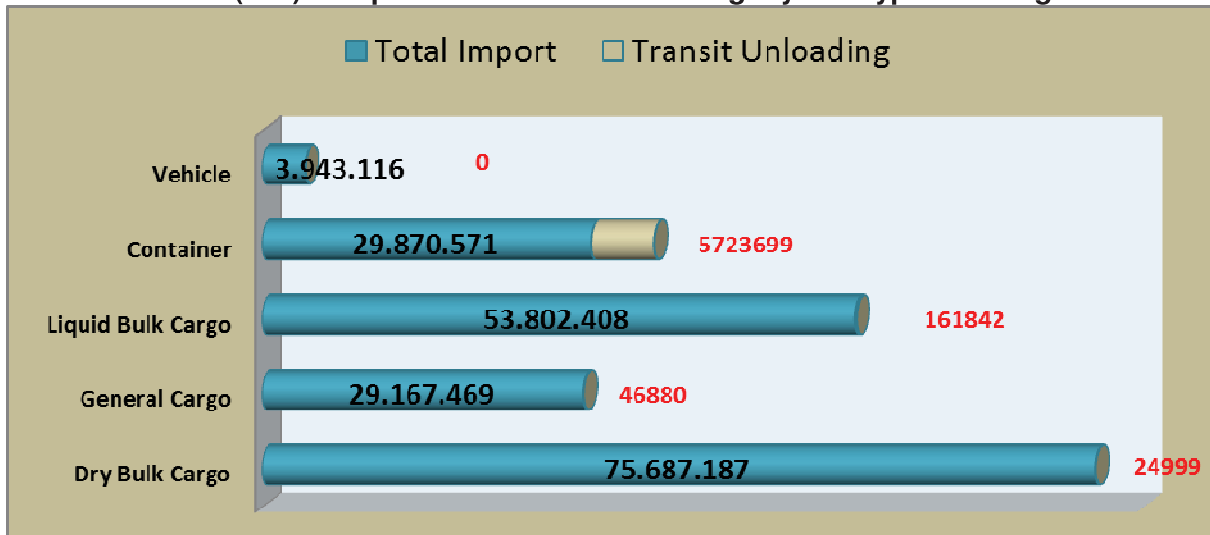 Total Import Transit Unloading
Vehicle 3.943.116 0
Container 29.870.571 5723699
Liquid Bulk Cargo 53.802.408 161842
General Cargo 29.167.469 46880
Dry Bulk Cargo 75.687.187 24999